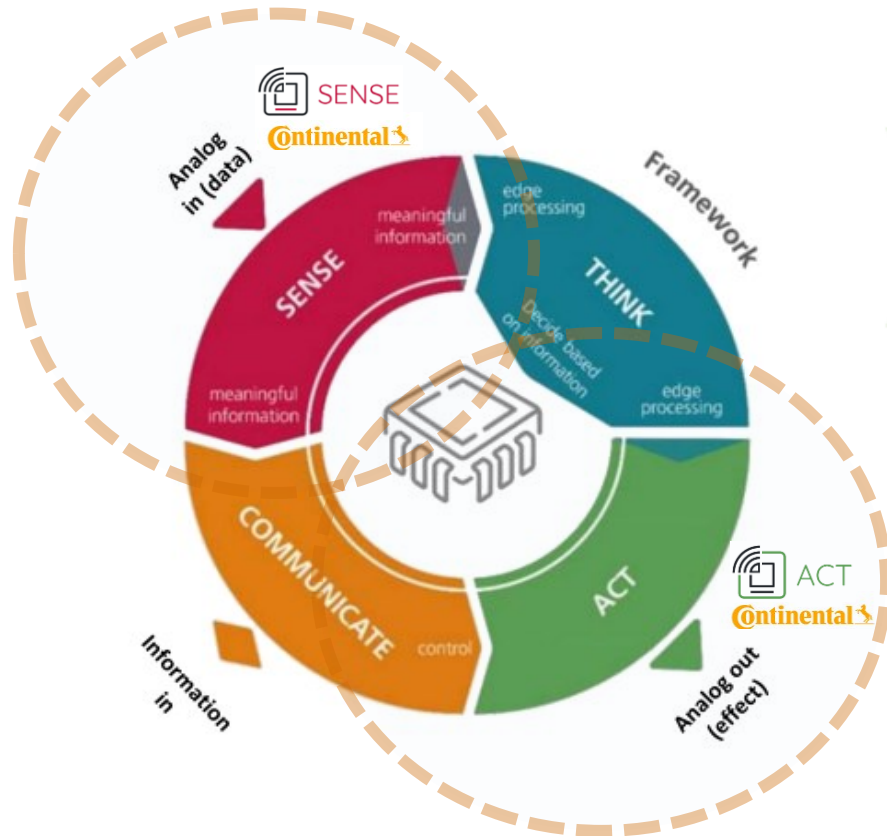 SENSE
Continental
Analog
in (data)
Framework
edge
processing
meaningful
information
SENSE
THINK
Decide based
on information
meaningful
information
edge
processing
COMMUNICATE
ACT
control
ACT
Continental
Information
in
Analog out
(effect)